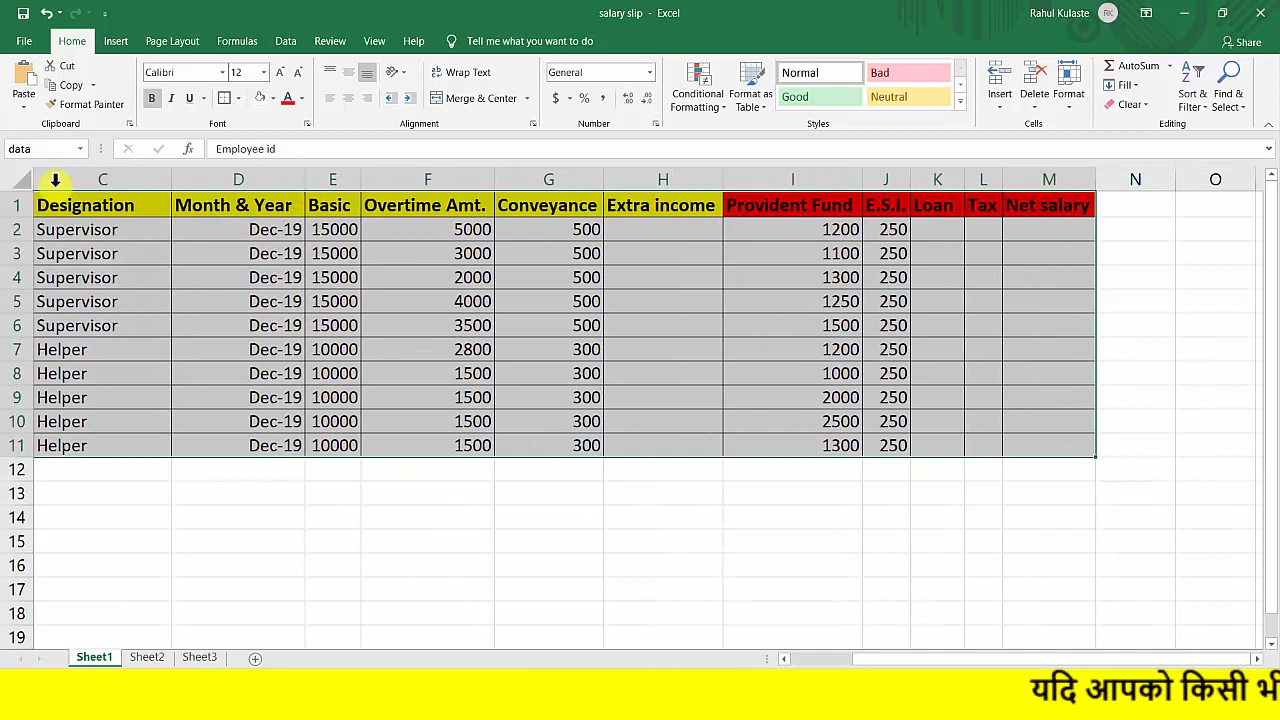 salary slip - Excel
Rahul Kulaste RK
File Home Insert Page Layout Formulas Data Review View Help Tell me what you want to do Share
Paste Cut Copy Format Painter Clipboard
Calibri 12 A A B I U A Font
Wrap Text Merge & Center Alignment
General $ % , Number
Conditional Formatting Format as Table Normal Bad Good Neutral Styles
Insert Delete Format Cells
AutoSum Fill Clear Sort & Filter Find & Select Editing
data fx Employee id
C D E F G H I J K L M N O
1 Designation Month & Year Basic Overtime Amt. Conveyance Extra income Provident Fund E.S.I. Loan Tax Net salary
2 Supervisor Dec-19 15000 5000 500 1200 250
3 Supervisor Dec-19 15000 3000 500 1100 250
4 Supervisor Dec-19 15000 2000 500 1300 250
5 Supervisor Dec-19 15000 4000 500 1250 250
6 Supervisor Dec-19 15000 3500 500 1500 250
7 Helper Dec-19 10000 2800 300 1200 250
8 Helper Dec-19 10000 1500 300 1000 250
9 Helper Dec-19 10000 1500 300 2000 250
10 Helper Dec-19 10000 1500 300 2500 250
11 Helper Dec-19 10000 1500 300 1300 250
12
13
14
15
16
17
18
19
Sheet1 Sheet2 Sheet3
यदि आपको किसी भी